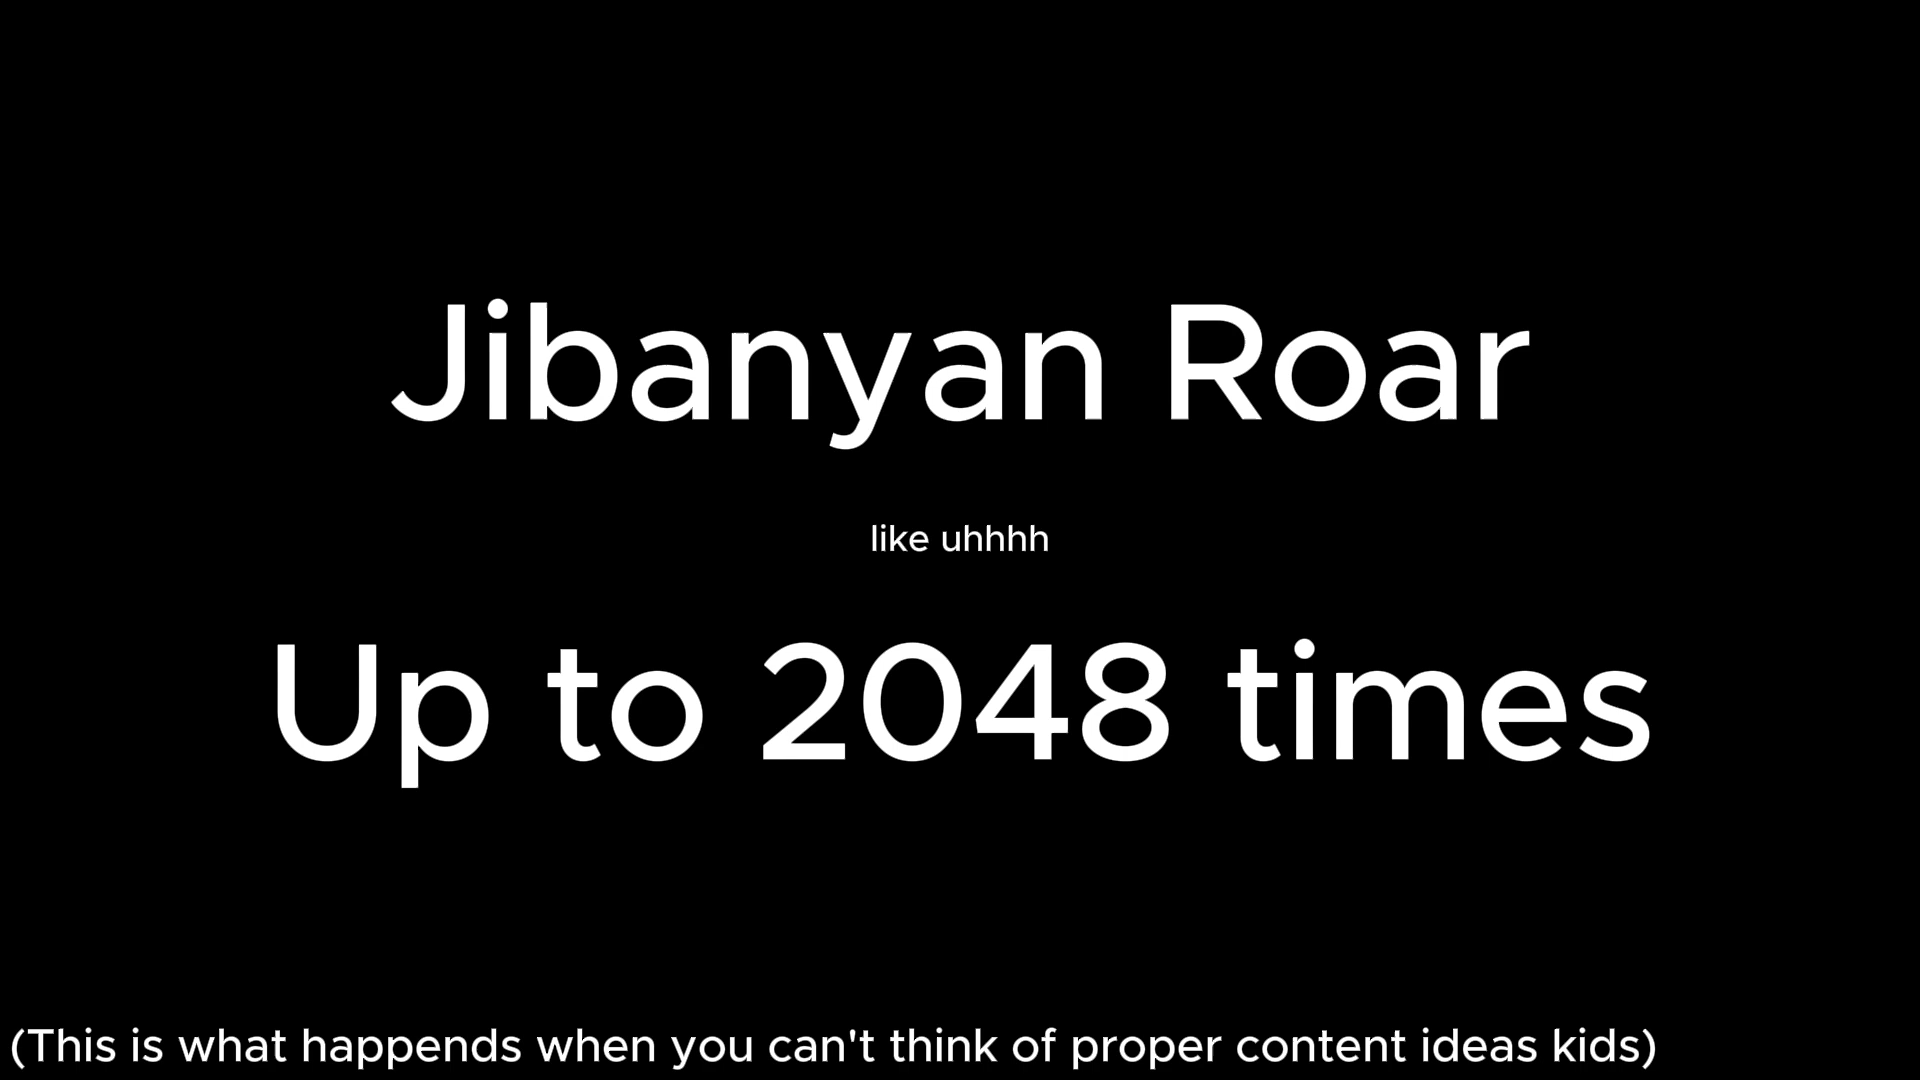 Jibanyan Roar
like uhhhh
Up to 2048 times
(This is what happends when you can't think of proper content ideas kids)